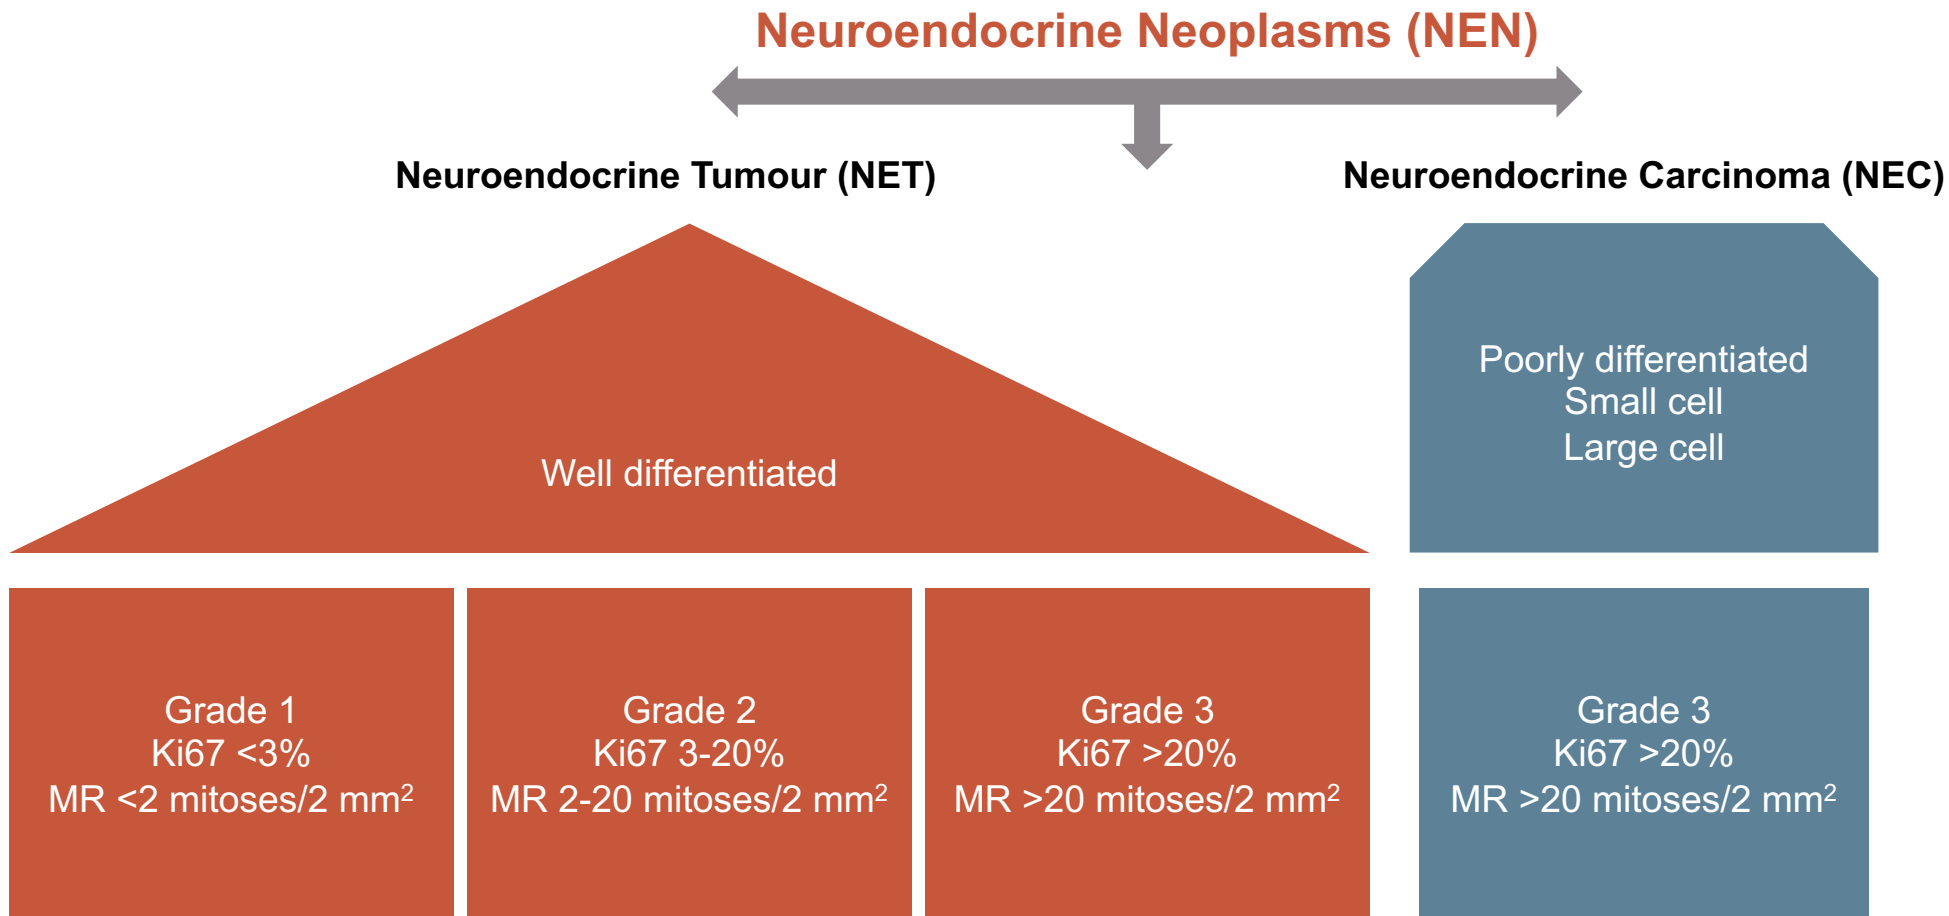 Neuroendocrine Neoplasms (NEN)
Neuroendocrine Tumour (NET)
Neuroendocrine Carcinoma (NEC)
Well differentiated
Poorly differentiated
Small cell
Large cell
Grade 1
Ki67 <3%
MR <2 mitoses/2 mm²
Grade 2
Ki67 3-20%
MR 2-20 mitoses/2 mm²
Grade 3
Ki67 >20%
MR >20 mitoses/2 mm²
Grade 3
Ki67 >20%
MR >20 mitoses/2 mm²